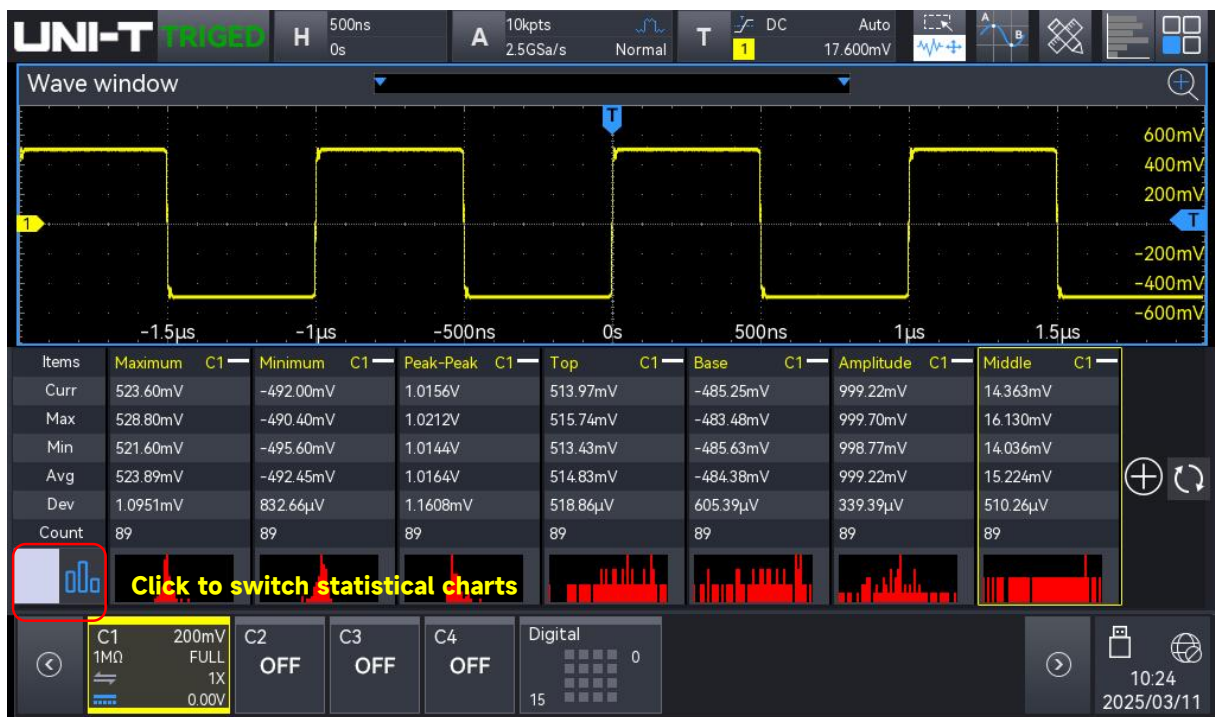 UNI-T TRIGED H 500ns 0s A 10kpts 2.5GSa/s Normal T 1 DC Auto 17.600mV A B
Wave window
T
600mV
400mV
200mV
1 T
-200mV
-400mV
-600mV
-1.5µs -1µs -500ns 0s 500ns 1µs 1.5µs
Items Maximum C1 Minimum C1 Peak-Peak C1 Top C1 Base C1 Amplitude C1 Middle C1
Curr 523.60mV -492.00mV 1.0156V 513.97mV -485.25mV 999.22mV 14.363mV
Max 528.80mV -490.40mV 1.0212V 515.74mV -483.48mV 999.70mV 16.130mV
Min 521.60mV -495.60mV 1.0144V 513.43mV -485.63mV 998.77mV 14.036mV
Avg 523.89mV -492.45mV 1.0164V 514.83mV -484.38mV 999.22mV 15.224mV
Dev 1.0951mV 832.66µV 1.1608mV 518.86µV 605.39µV 339.39µV 510.26µV
Count 89 89 89 89 89 89 89
Click to switch statistical charts
C1 200mV C2 C3 C4 Digital
1MΩ FULL OFF OFF OFF 0
1X
0.00V 15
10:24
2025/03/11